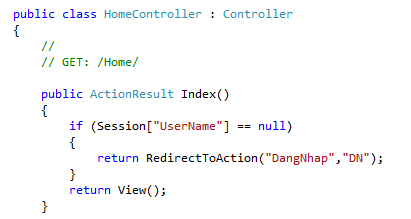 public class HomeController : Controller
{
    //
    // GET: /Home/
    public ActionResult Index()
    {
        if (Session["UserName"] == null)
        {
            return RedirectToAction("DangNhap","DN");
        }
        return View();
    }